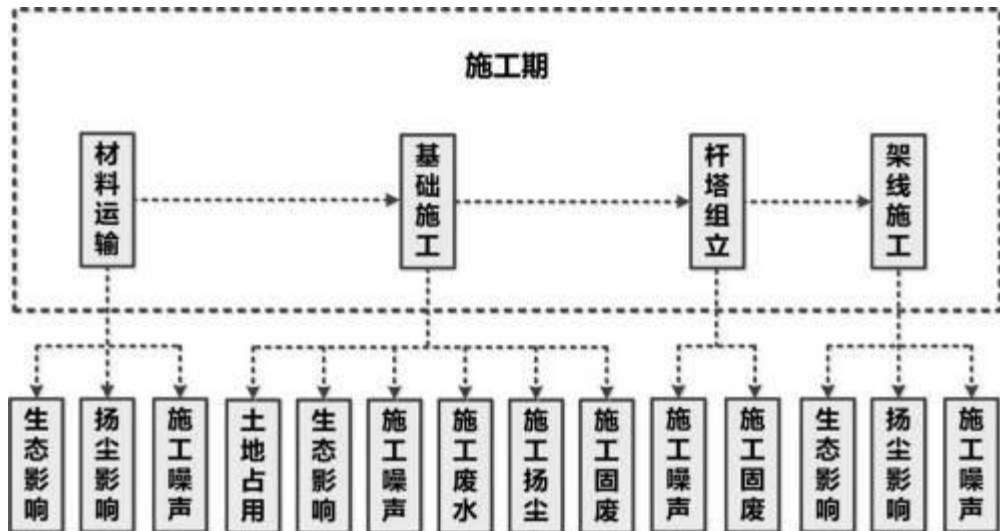 施工期
材料运输
基础施工
杆塔组立
架线施工
生态影响
扬尘影响
施工噪声
土地占用
生态影响
施工噪声
施工废水
施工扬尘
施工固废
施工噪声
施工固废
生态影响
扬尘影响
施工噪声